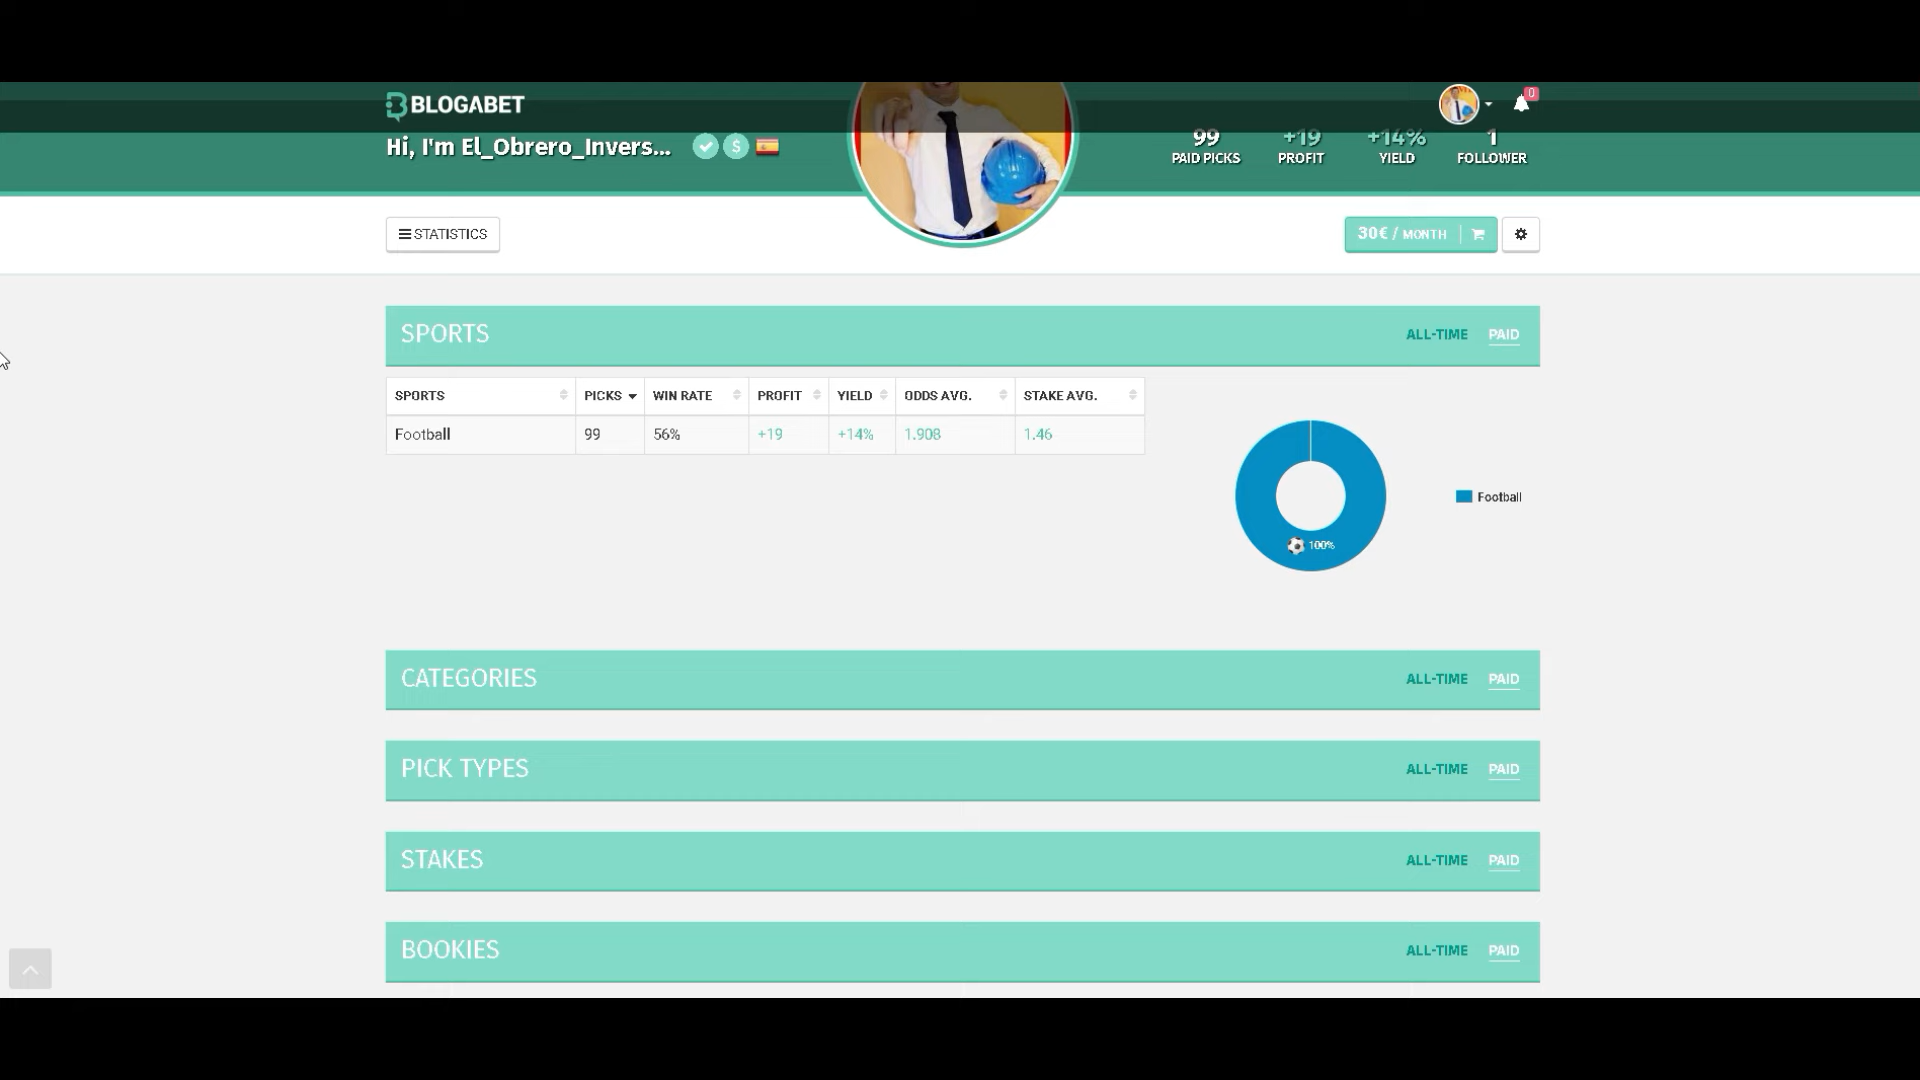 BLOGABET
0
Hi, I'm El_Obrero_Invers...
99
+19
+14%
1
PAID PICKS
PROFIT
YIELD
FOLLOWER
STATISTICS
30€ / MONTH
SPORTS
ALL-TIME PAID
SPORTS PICKS WIN RATE PROFIT YIELD ODDS AVG. STAKE AVG.
Football 99 56% +19 +14% 1.908 1.46
Football
100%
CATEGORIES
ALL-TIME PAID
PICK TYPES
ALL-TIME PAID
STAKES
ALL-TIME PAID
BOOKIES
ALL-TIME PAID